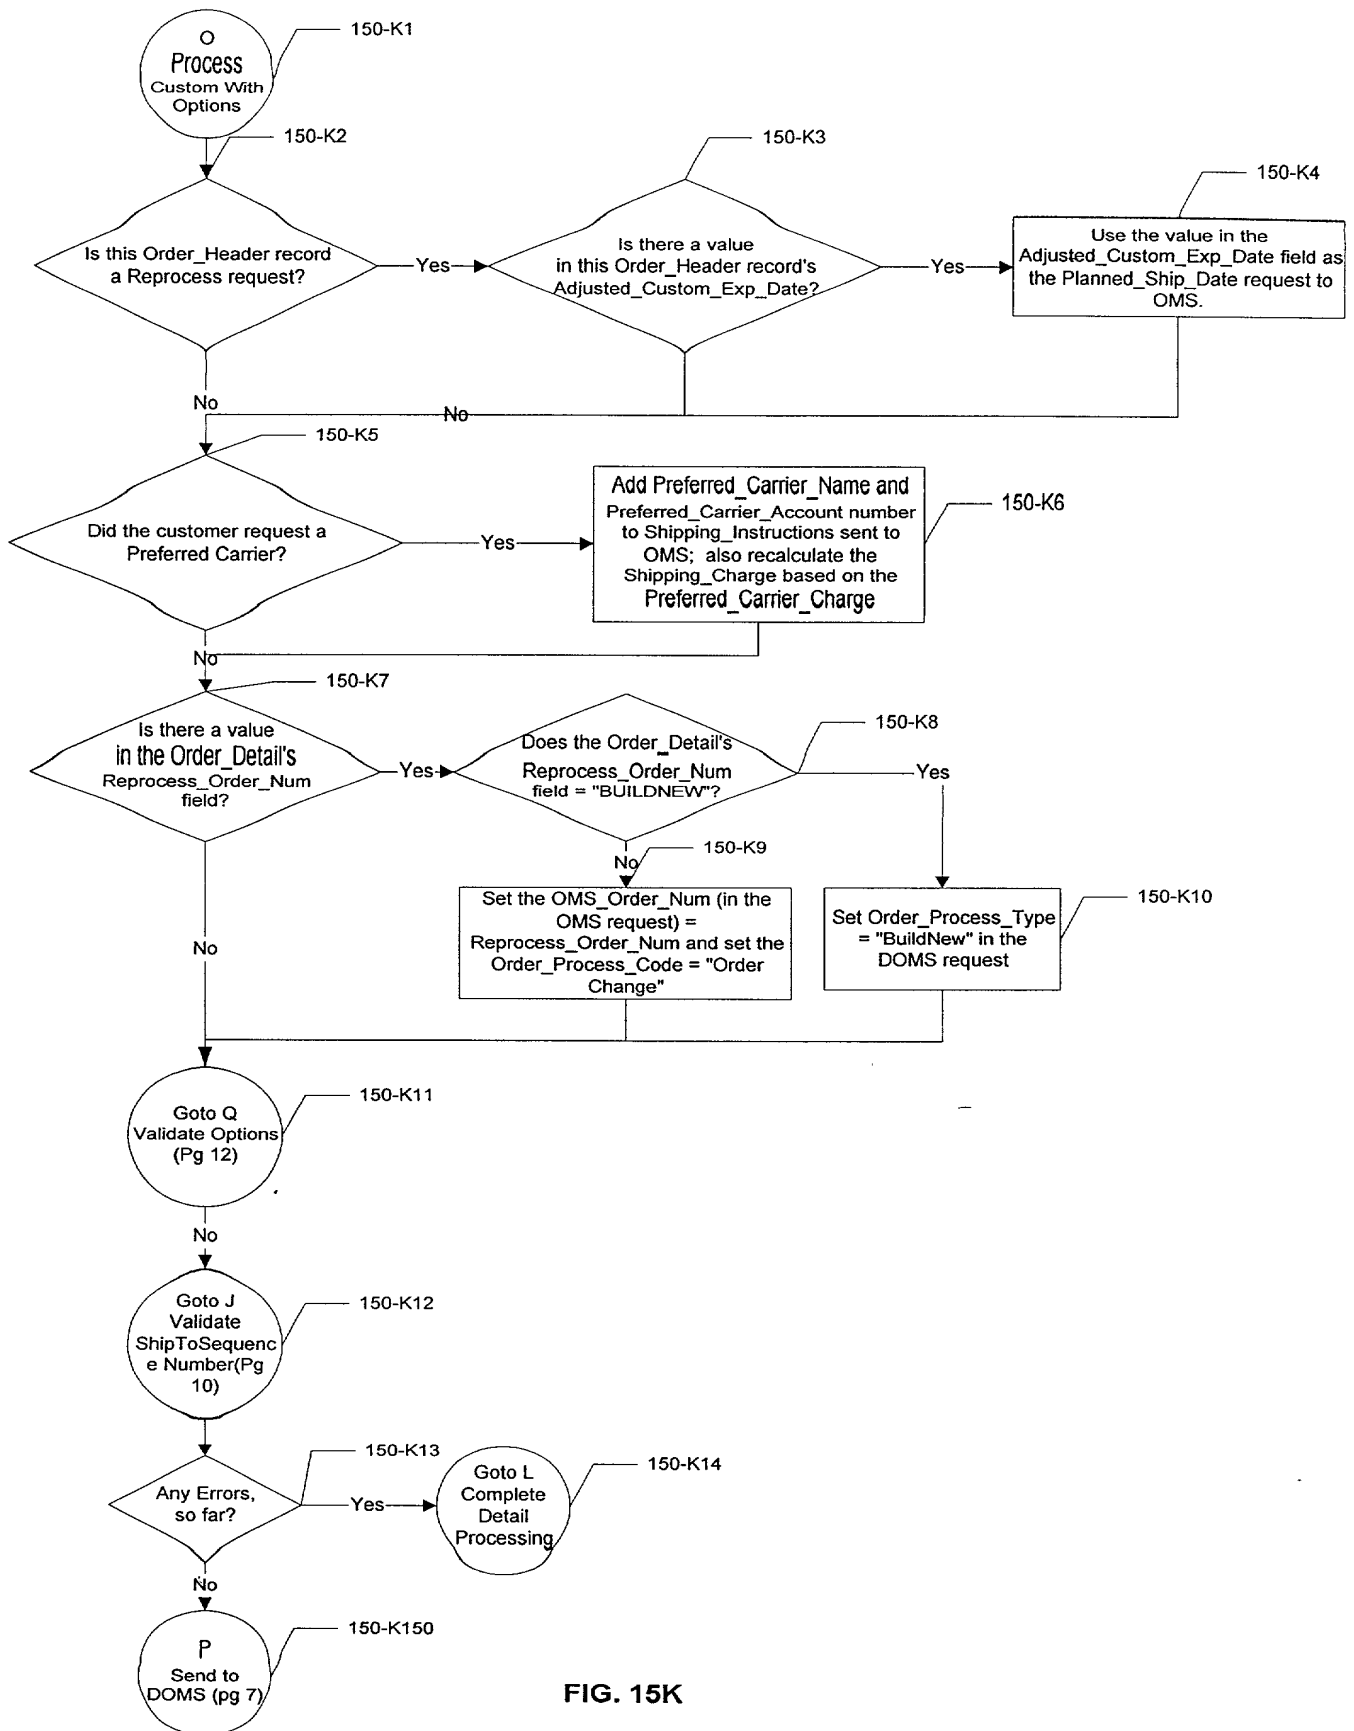 150-K1
O
Process
Custom With
Options
150-K2
150-K3
150-K4
Is this Order_Header record
a Reprocess request?
Yes
Is there a value
in this Order_Header record's
Adjusted_Custom_Exp_Date?
Yes
Use the value in the
Adjusted_Custom_Exp_Date field as
the Planned_Ship_Date request to
OMS.
No
No
150-K5
Did the customer request a
Preferred Carrier?
Yes
Add Preferred_Carrier_Name and
Preferred_Carrier_Account number
to Shipping_Instructions sent to
OMS; also recalculate the
Shipping_Charge based on the
Preferred_Carrier_Charge
150-K6
No
150-K7
Is there a value
in the Order_Detail's
Reprocess_Order_Num
field?
Yes
Does the Order_Detail's
Reprocess_Order_Num
field = "BUILDNEW"?
150-K8
Yes
No
150-K9
Set the OMS_Order_Num (in the
OMS request) =
Reprocess_Order_Num and set the
Order_Process_Code = "Order
Change"
Set Order_Process_Type
= "BuildNew" in the
DOMS request
150-K10
No
Goto Q
Validate Options
(Pg 12)
150-K11
No
Goto J
Validate
ShipToSequenc
e Number(Pg
10)
150-K12
Any Errors,
so far?
150-K13
Yes
Goto L
Complete
Detail
Processing
150-K14
No
P
Send to
DOMS (pg 7)
150-K150
FIG. 15K